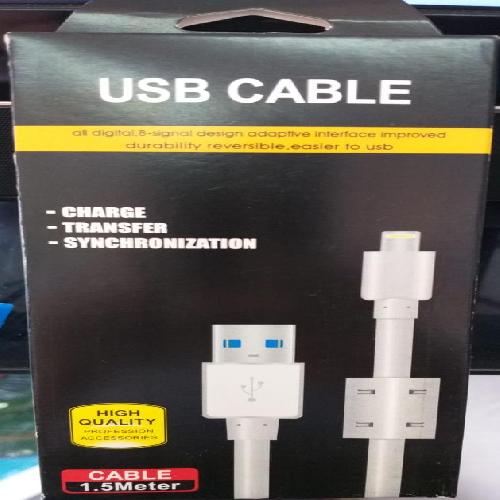 USB CABLE
all digital,8-signal design adaptive interface improved
durability reversible,easier to usb
- CHARGE
- TRANSFER
- SYNCHRONIZATION
HIGH
QUALITY
PROFESSION
ACCESSORIES
CABLE
1.5Meter